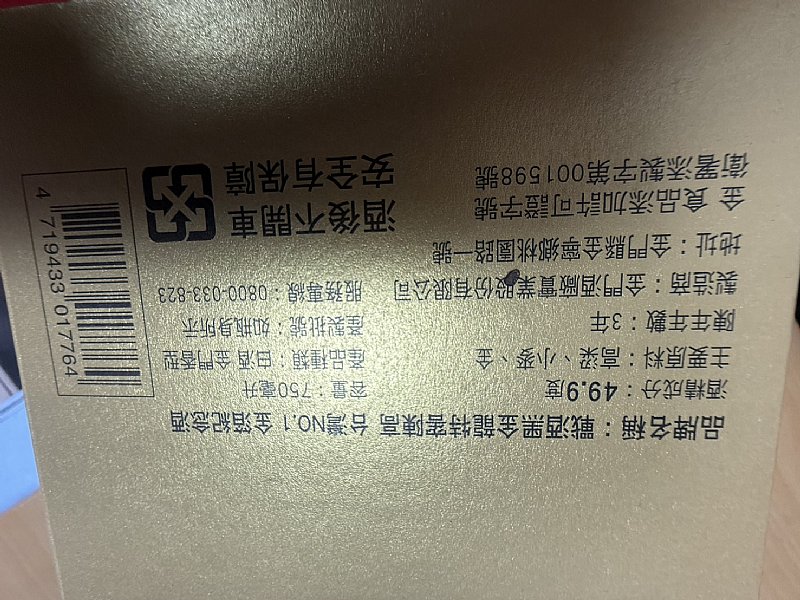 品牌名稱：戰酒黑金龍特窖陳高 台灣NO.1 金箔紀念酒
酒精成分：49.9度
容量：750毫升
主要原料：高粱、小麥、金
產品種類：白酒 金門香型
陳年年數：3年
產製批號：如瓶身所示
製造商：金門酒廠實業股份有限公司
服務專線：0800-033-823
地址：金門縣金寧鄉桃園路一號
金 食品添加許可證字號
衛署添製字第001598號
酒後不開車
安全有保障
4 719433 017764